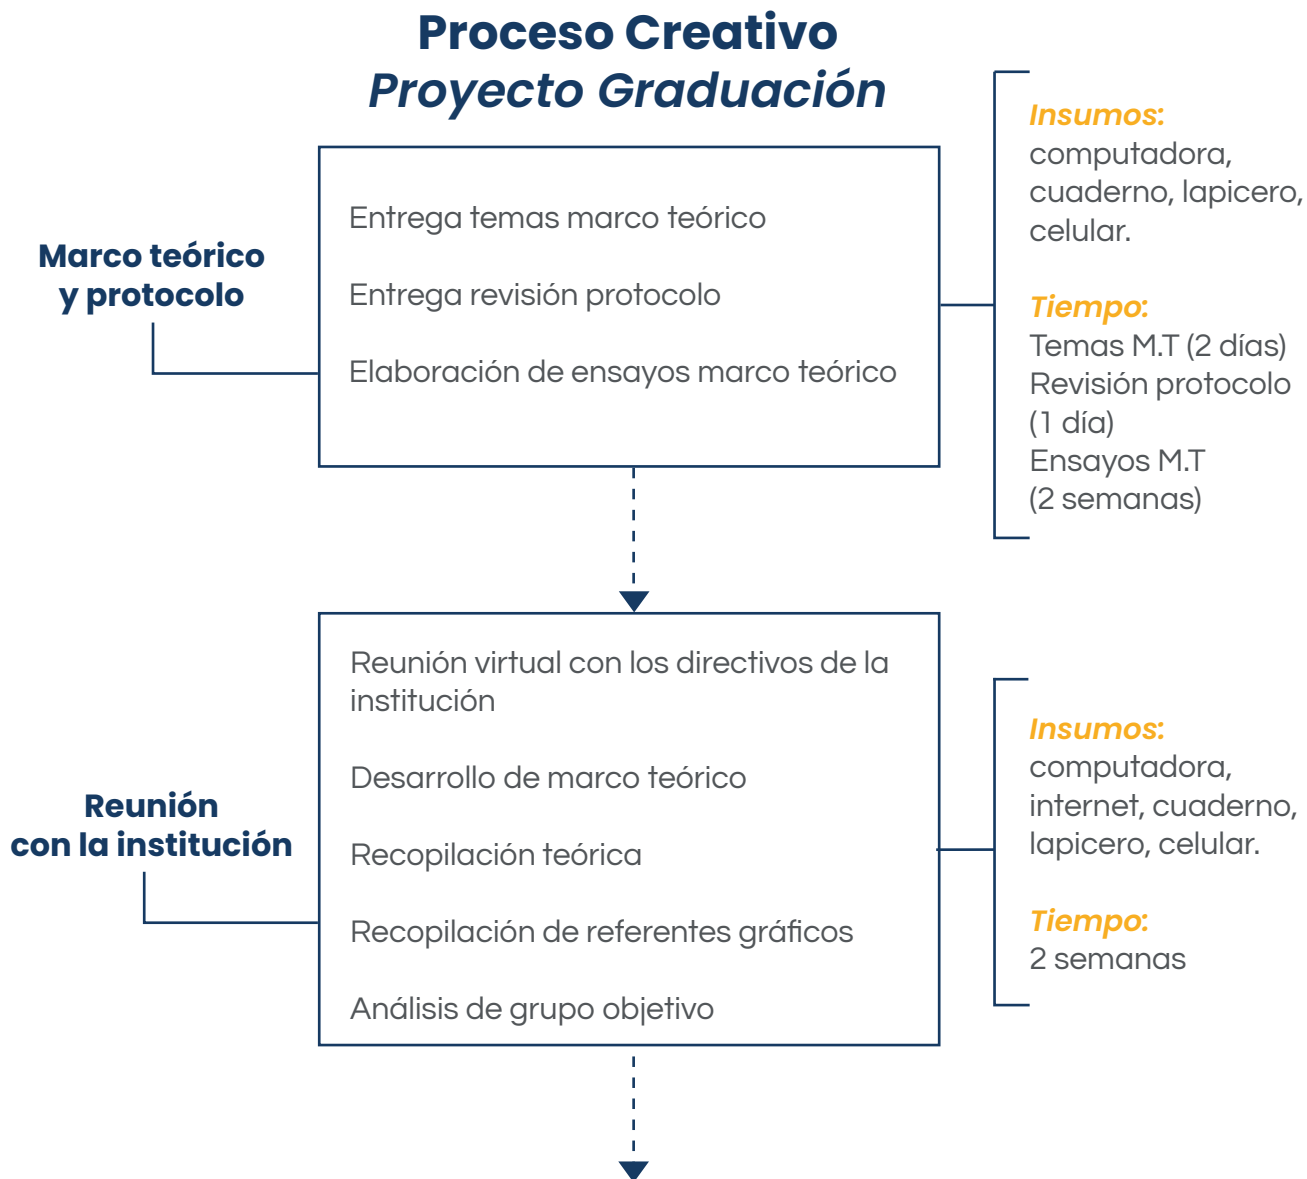 Proceso Creativo
Proyecto Graduación
Marco teórico
y protocolo
Entrega temas marco teórico
Entrega revisión protocolo
Elaboración de ensayos marco teórico
Insumos:
computadora,
cuaderno, lapicero,
celular.
Tiempo:
Temas M.T (2 días)
Revisión protocolo
(1 día)
Ensayos M.T
(2 semanas)
Reunión
con la institución
Reunión virtual con los directivos de la
institución
Desarrollo de marco teórico
Recopilación teórica
Recopilación de referentes gráficos
Análisis de grupo objetivo
Insumos:
computadora,
internet, cuaderno,
lapicero, celular.
Tiempo:
2 semanas